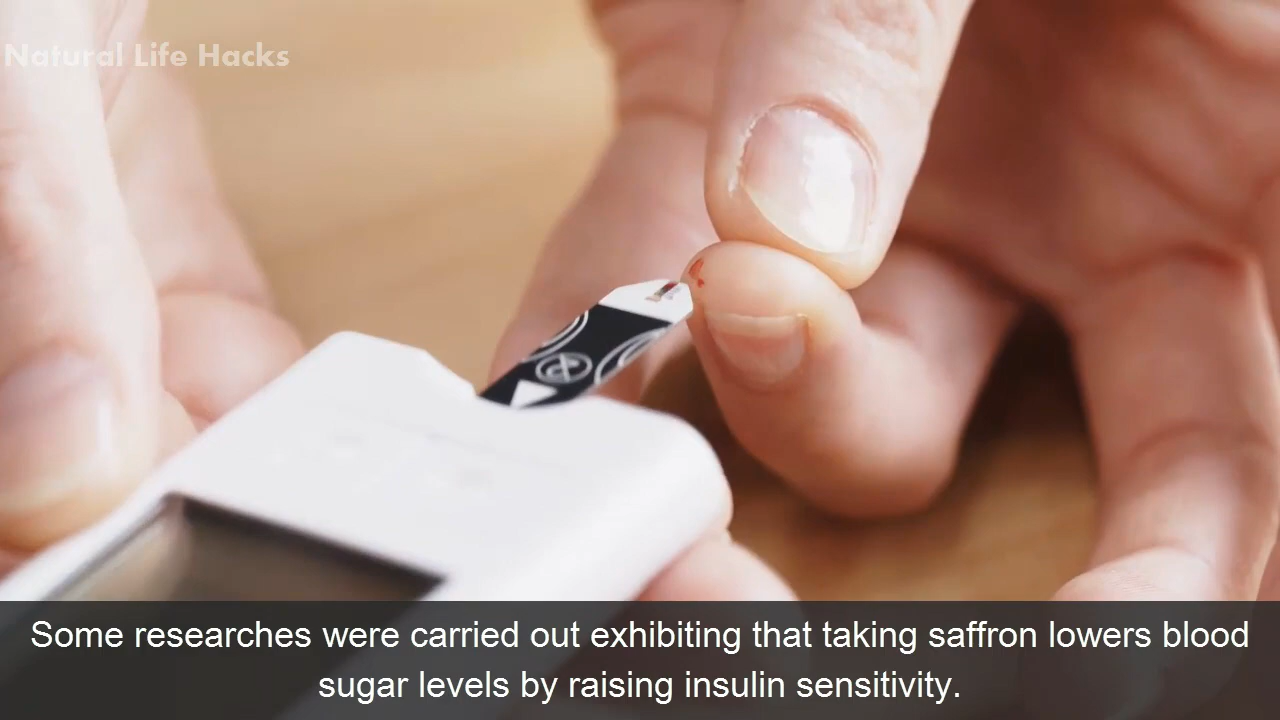 Natural Life Hacks
Some researches were carried out exhibiting that taking saffron lowers blood
sugar levels by raising insulin sensitivity.